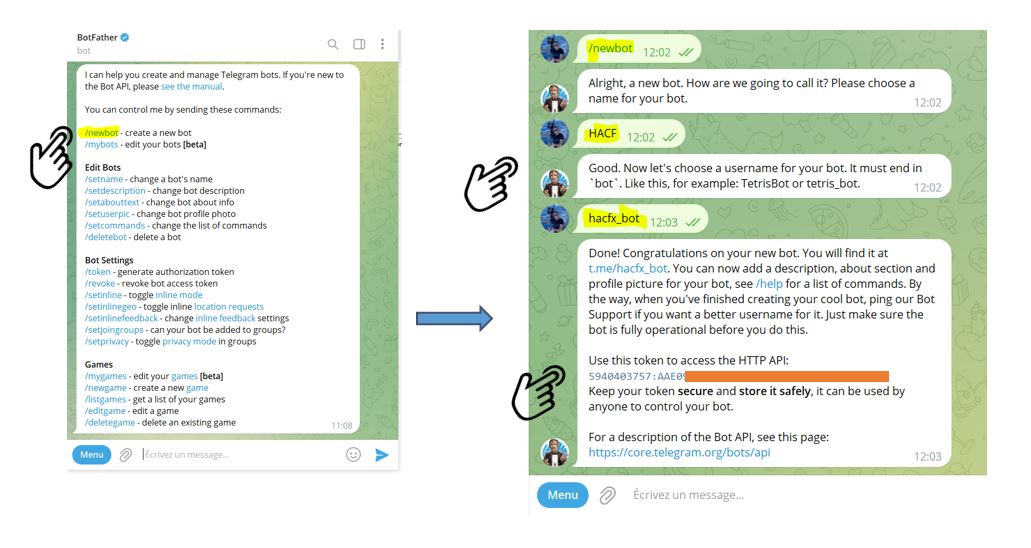 BotFather
bot
I can help you create and manage Telegram bots. If you're new to
the Bot API, please see the manual.
You can control me by sending these commands:
/newbot - create a new bot
/mybots - edit your bots [beta]
Edit Bots
/setname - change a bot's name
/setdescription - change bot description
/setabouttext - change bot about info
/setuserpic - change bot profile photo
/setcommands - change the list of commands
/deletebot - delete a bot
Bot Settings
/token - generate authorization token
/revoke - revoke bot access token
/setinline - toggle inline mode
/setinlinegeo - toggle inline location requests
/setinlinefeedback - change inline feedback settings
/setjoingroups - can your bot be added to groups?
/setprivacy - toggle privacy mode in groups
Games
/mygames - edit your games [beta]
/newgame - create a new game
/listgames - get a list of your games
/editgame - edit a game
/deletegame - delete an existing game
11:08
Menu
Écrivez un message...
/newbot 12:02
Alright, a new bot. How are we going to call it? Please choose a
name for your bot.
12:02
HACF 12:02
Good. Now let's choose a username for your bot. It must end in
`bot`. Like this, for example: TetrisBot or tetris_bot.
12:02
hacfx_bot 12:03
Done! Congratulations on your new bot. You will find it at
t.me/hacfx_bot. You can now add a description, about section and
profile picture for your bot, see /help for a list of commands. By
the way, when you've finished creating your cool bot, ping our Bot
Support if you want a better username for it. Just make sure the
bot is fully operational before you do this.
Use this token to access the HTTP API:
5940403757:AAE0
Keep your token secure and store it safely, it can be used by
anyone to control your bot.
For a description of the Bot API, see this page:
https://core.telegram.org/bots/api
12:03
Menu
Écrivez un message...